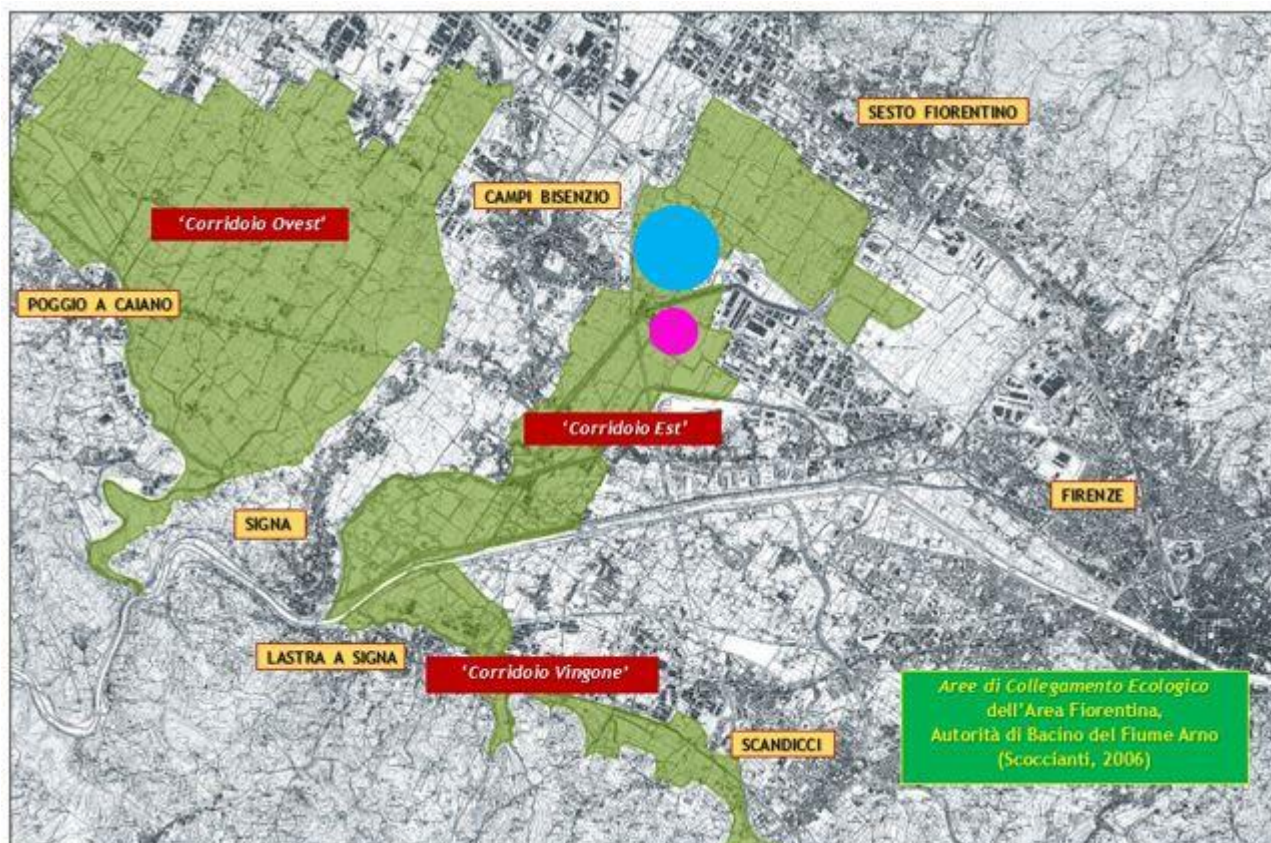 SESTO FIORENTINO
CAMPI BISENZIO
'Corridoio Ovest'
POGGIO A CAIANO
'Corridoio Est'
FIRENZE
SIGNA
LASTRA A SIGNA
'Corridoio Vingone'
SCANDICCI
Aree di Collegamento Ecologico
dell'Area Fiorentina,
Autorità di Bacino del Fiume Arno
(Scoccianti, 2006)